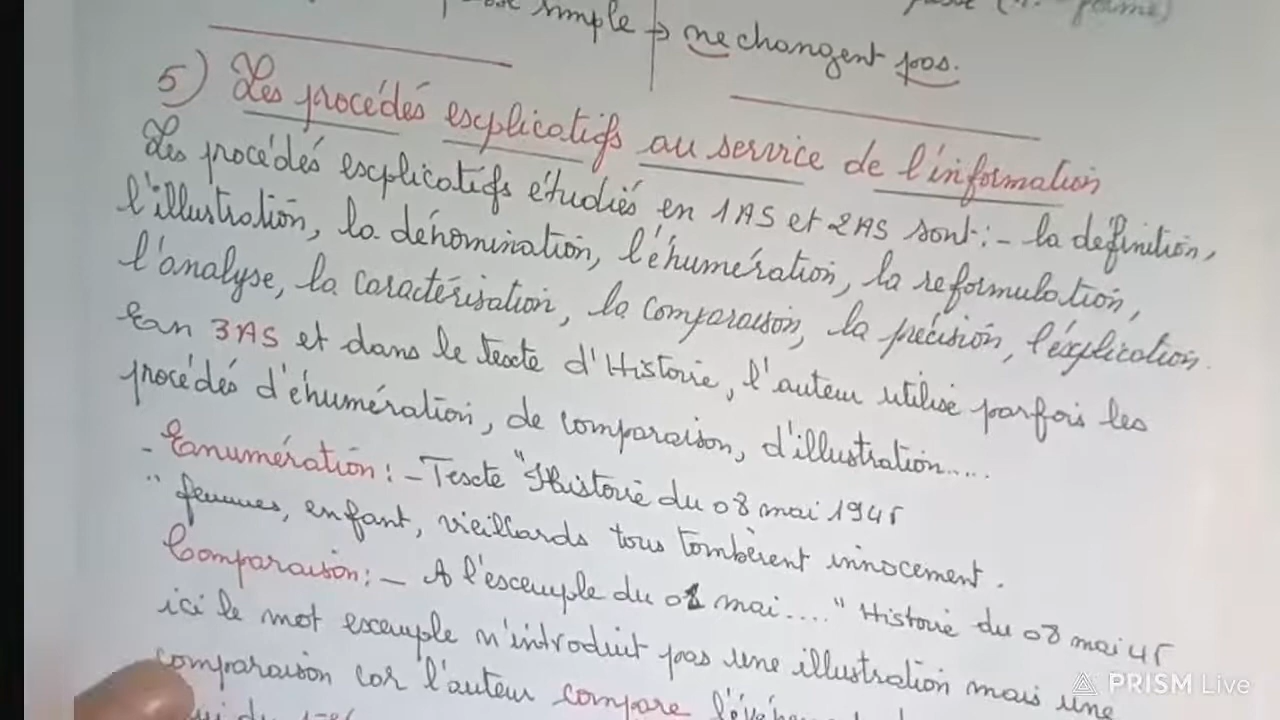 simple → ne changent pas.
5) Les procédés explicatifs au service de l'information
Les procédés explicatifs étudiés en 1AS et 2AS sont : - la définition,
l'illustration, la dénomination, l'énumération, la reformulation,
l'analyse, la caractérisation, la comparaison, la précision, l'explication.
En 3AS et dans le texte d'Histoire, l'auteur utilise parfois les
procédés d'énumération, de comparaison, d'illustration.....
- Enumération : - Texte "Histoire du 08 mai 1945
" femmes, enfant, vieillards tous tombèrent innocement.
Comparaison : - A l'exemple du 01 mai...." Histoire du 08 mai 45
ici le mot exemple n'introduit pas une illustration mais une
comparaison car l'auteur compare
PRISM Live